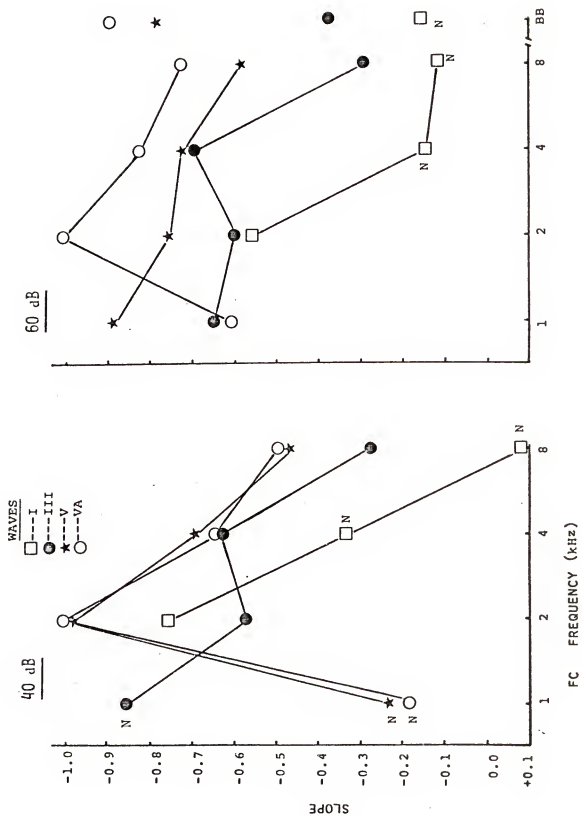 WAVES
□---I
●---III
★---V
○---VA
40 dB
60 dB
SLOPE
-1.0
-0.9
-0.8
-0.7
-0.6
-0.5
-0.4
-0.3
-0.2
-0.1
0.0
+0.1
N
N
N
N
N
1
2
4
8
N
N
N
1
2
4
8
BB
FC FREQUENCY (kHz)